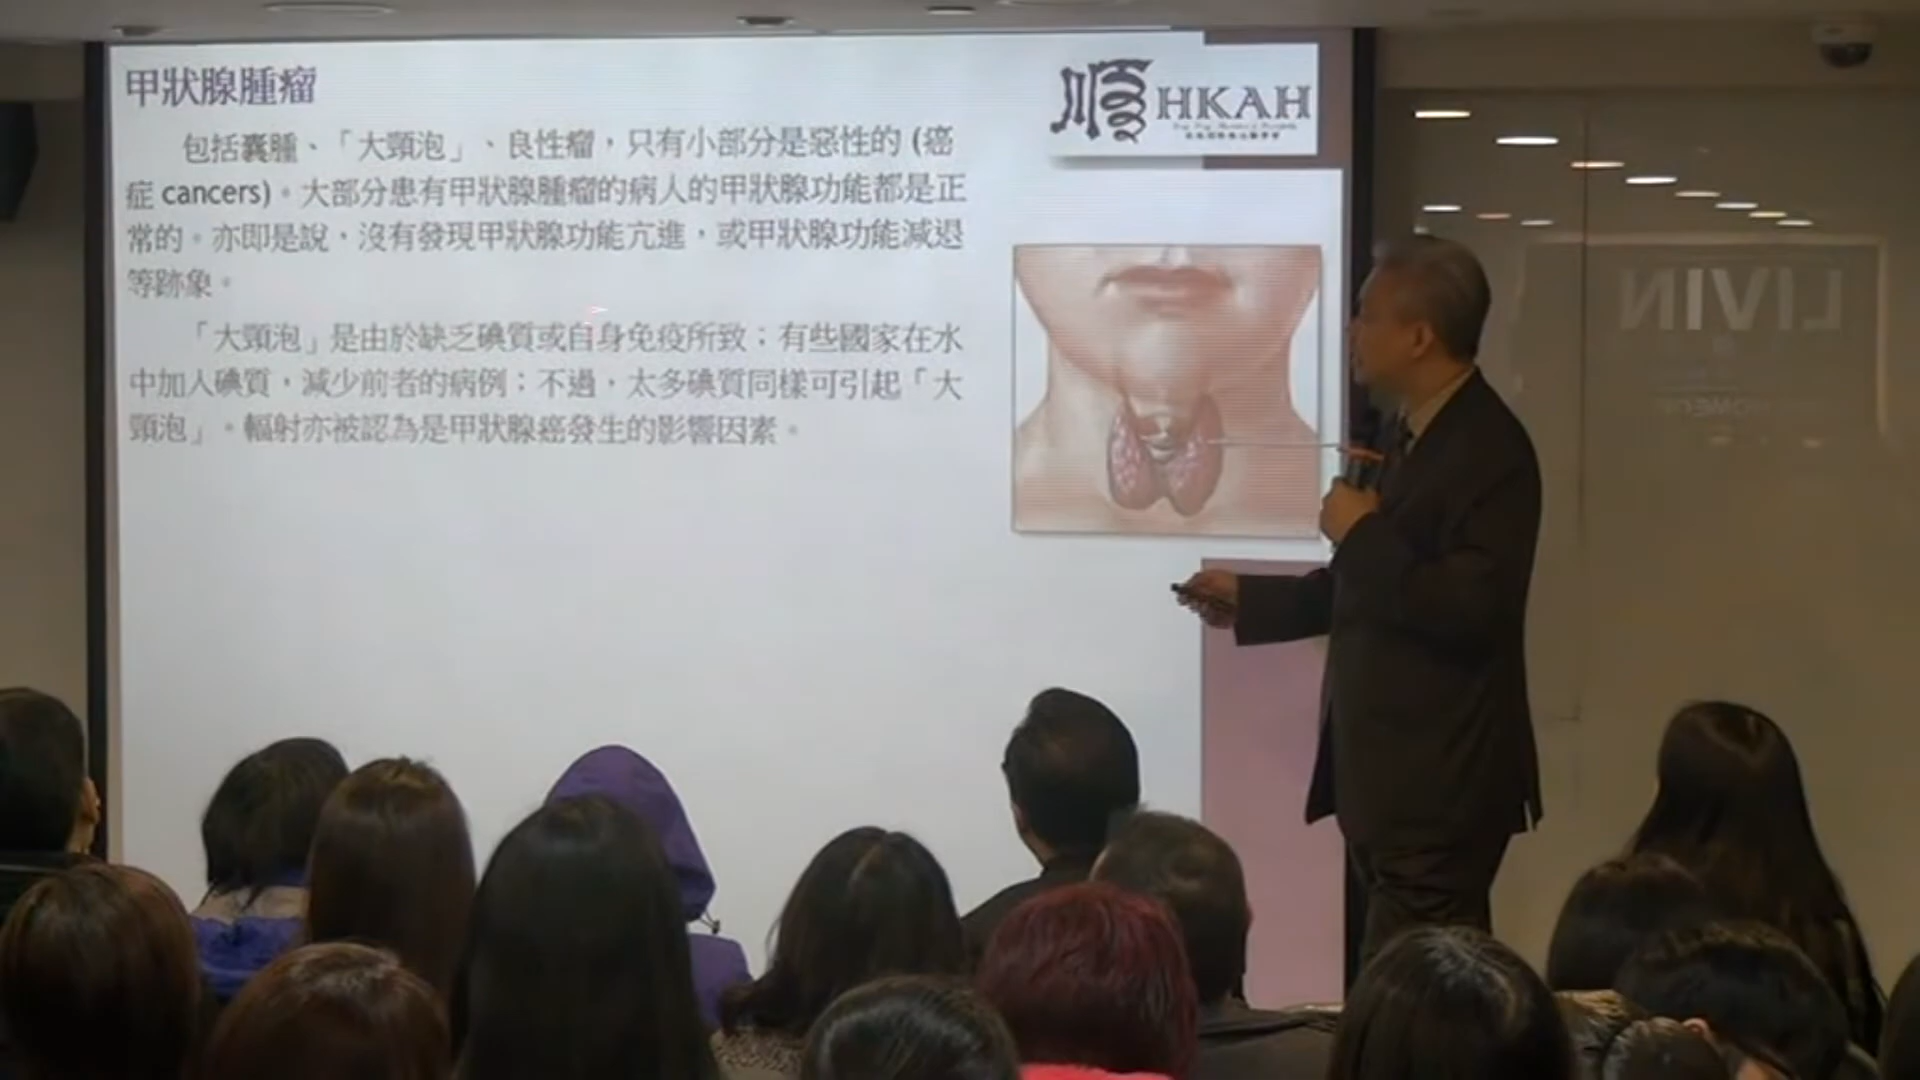 甲狀腺腫瘤
順 HKAH
包括囊腫、「大頸泡」、良性瘤，只有小部分是惡性的 (癌
症 cancers)。大部分患有甲狀腺腫瘤的病人的甲狀腺功能都是正
常的。亦即是說，沒有發現甲狀腺功能亢進，或甲狀腺功能減退
等跡象。
「大頸泡」是由於缺乏碘質或自身免疫所致；有些國家在水
中加入碘質，減少前者的病例；不過，太多碘質同樣可引起「大
頸泡」。輻射亦被認為是甲狀腺癌發生的影響因素。
LIVIN